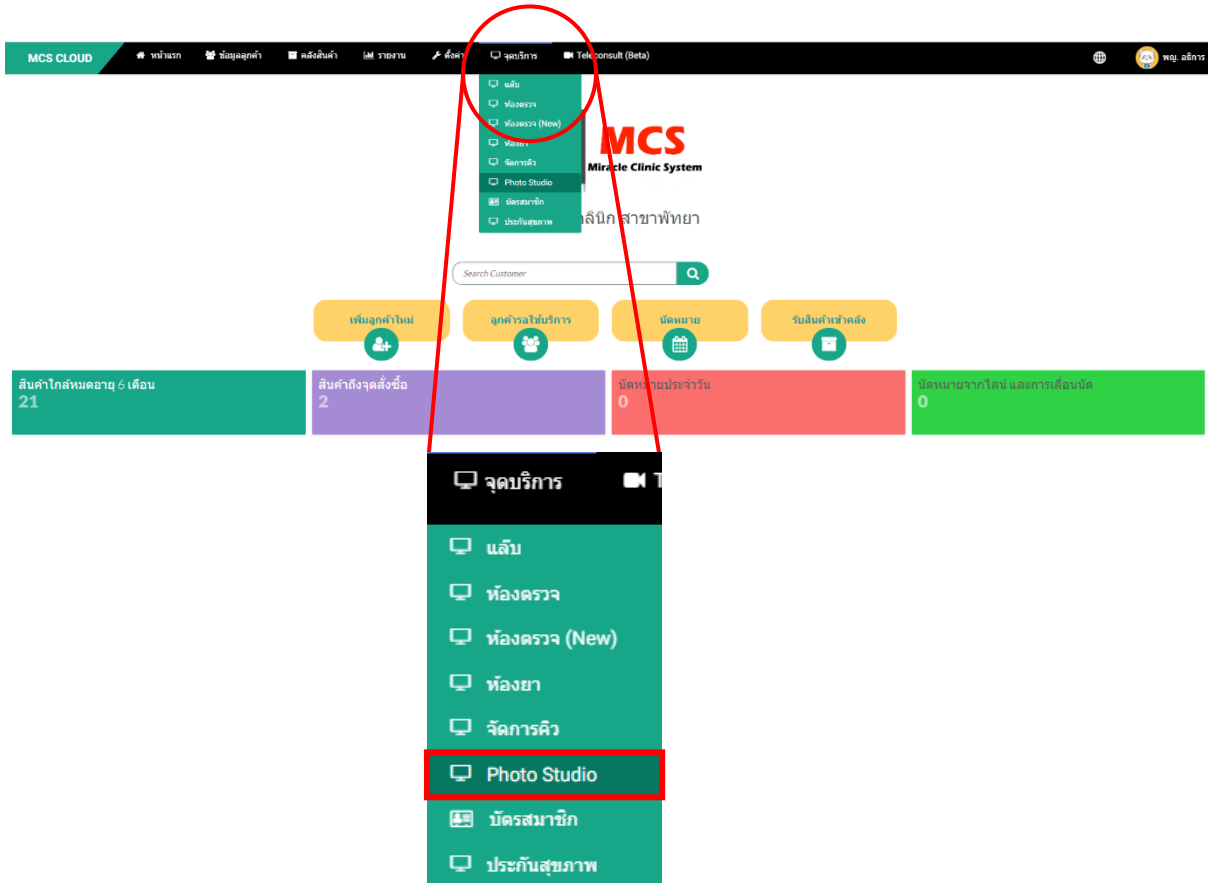 MCS CLOUD
หน้าแรก
ข้อมูลลูกค้า
คลังสินค้า
รายงาน
ตั้งค่า
จุดบริการ
Teleconsult (Beta)
พญ. อธิการ
แล๊บ
ห้องตรวจ
ห้องตรวจ (New)
ห้องยา
จัดการคิว
Photo Studio
บัตรสมาชิก
ประกันสุขภาพ
MCS
Miracle Clinic System
ลินิก สาขาพัทยา
Search Customer
เพิ่มลูกค้าใหม่
ลูกค้ารอใช้บริการ
นัดหมาย
รับสินค้าเข้าคลัง
สินค้าใกล้หมดอายุ 6 เดือน
21
สินค้าถึงจุดสั่งซื้อ
2
นัดหมายประจำวัน
0
นัดหมายจากไลน์ และการเลื่อนนัด
0
จุดบริการ
T
แล๊บ
ห้องตรวจ
ห้องตรวจ (New)
ห้องยา
จัดการคิว
Photo Studio
บัตรสมาชิก
ประกันสุขภาพ